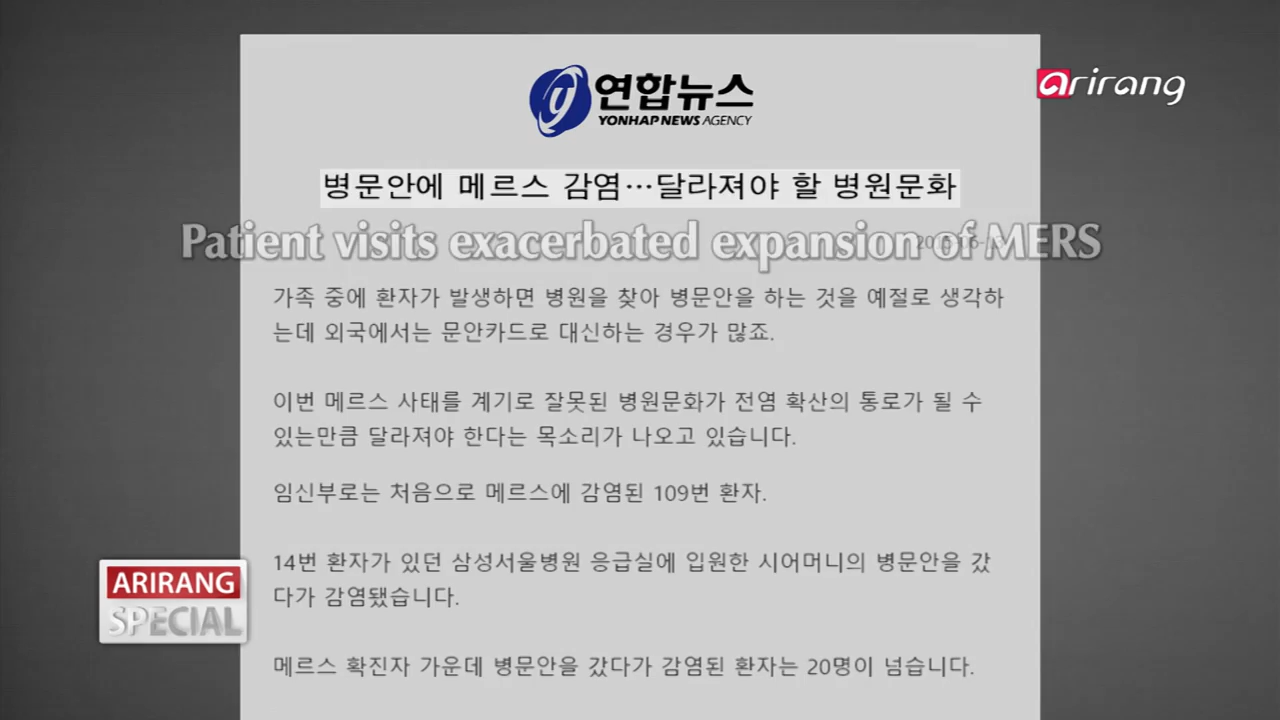 연합뉴스
YONHAP NEWS AGENCY
arirang
병문안에 메르스 감염…달라져야 할 병원문화
Patient visits exacerbated expansion of MERS
가족 중에 환자가 발생하면 병원을 찾아 병문안을 하는 것을 예절로 생각하
는데 외국에서는 문안카드로 대신하는 경우가 많죠.
이번 메르스 사태를 계기로 잘못된 병원문화가 전염 확산의 통로가 될 수
있는만큼 달라져야 한다는 목소리가 나오고 있습니다.
임신부로는 처음으로 메르스에 감염된 109번 환자.
14번 환자가 있던 삼성서울병원 응급실에 입원한 시어머니의 병문안을 갔
다가 감염됐습니다.
ARIRANG
SPECIAL
메르스 확진자 가운데 병문안을 갔다가 감염된 환자는 20명이 넘습니다.